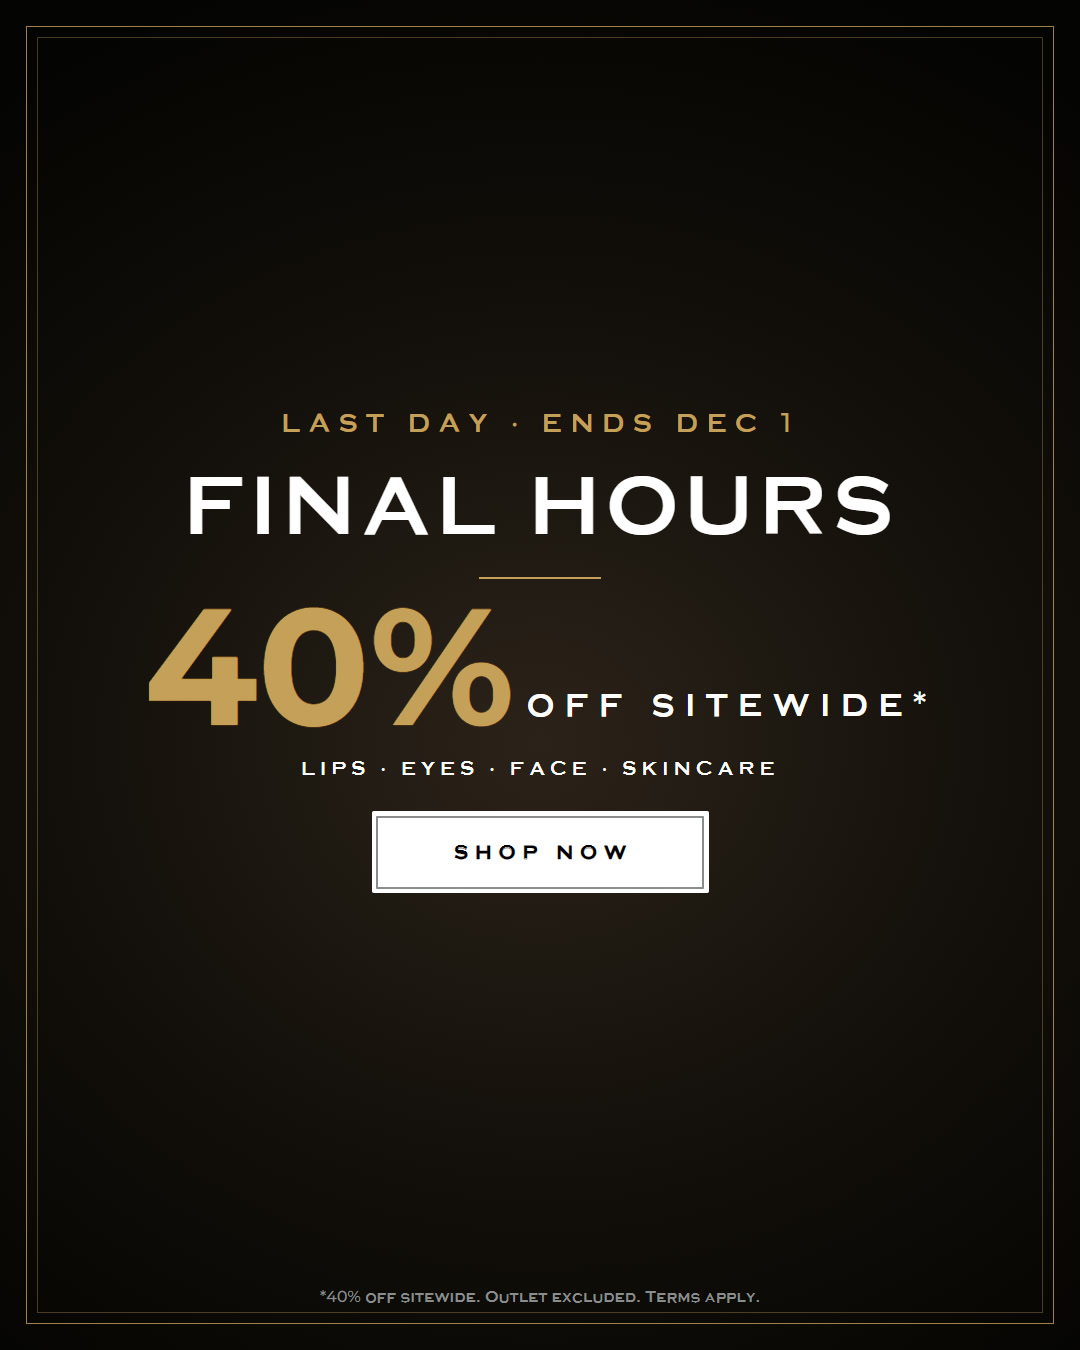 LAST DAY · ENDS DEC 1
FINAL HOURS
40% OFF SITEWIDE*
LIPS · EYES · FACE · SKINCARE
SHOP NOW
*40% OFF SITEWIDE. OUTLET EXCLUDED. TERMS APPLY.